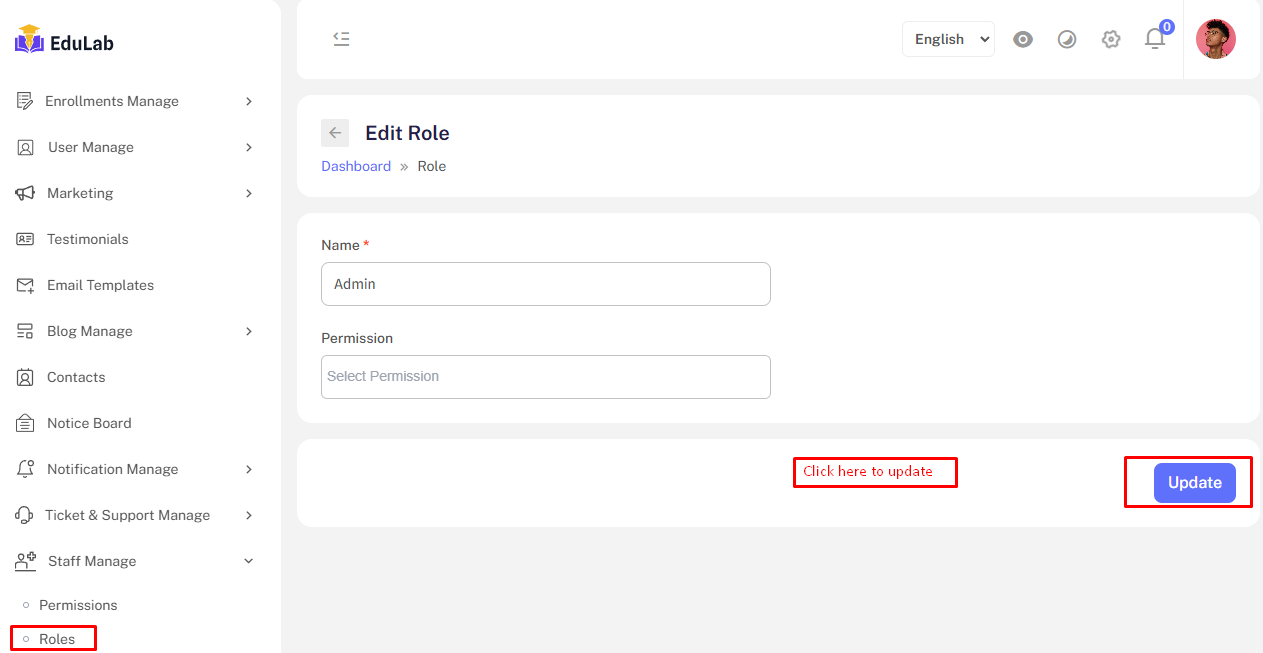 EduLab
Enrollments Manage
User Manage
Marketing
Testimonials
Email Templates
Blog Manage
Contacts
Notice Board
Notification Manage
Ticket & Support Manage
Staff Manage
Permissions
Roles
English
0
Edit Role
Dashboard » Role
Name *
Admin
Permission
Select Permission
Click here to update
Update